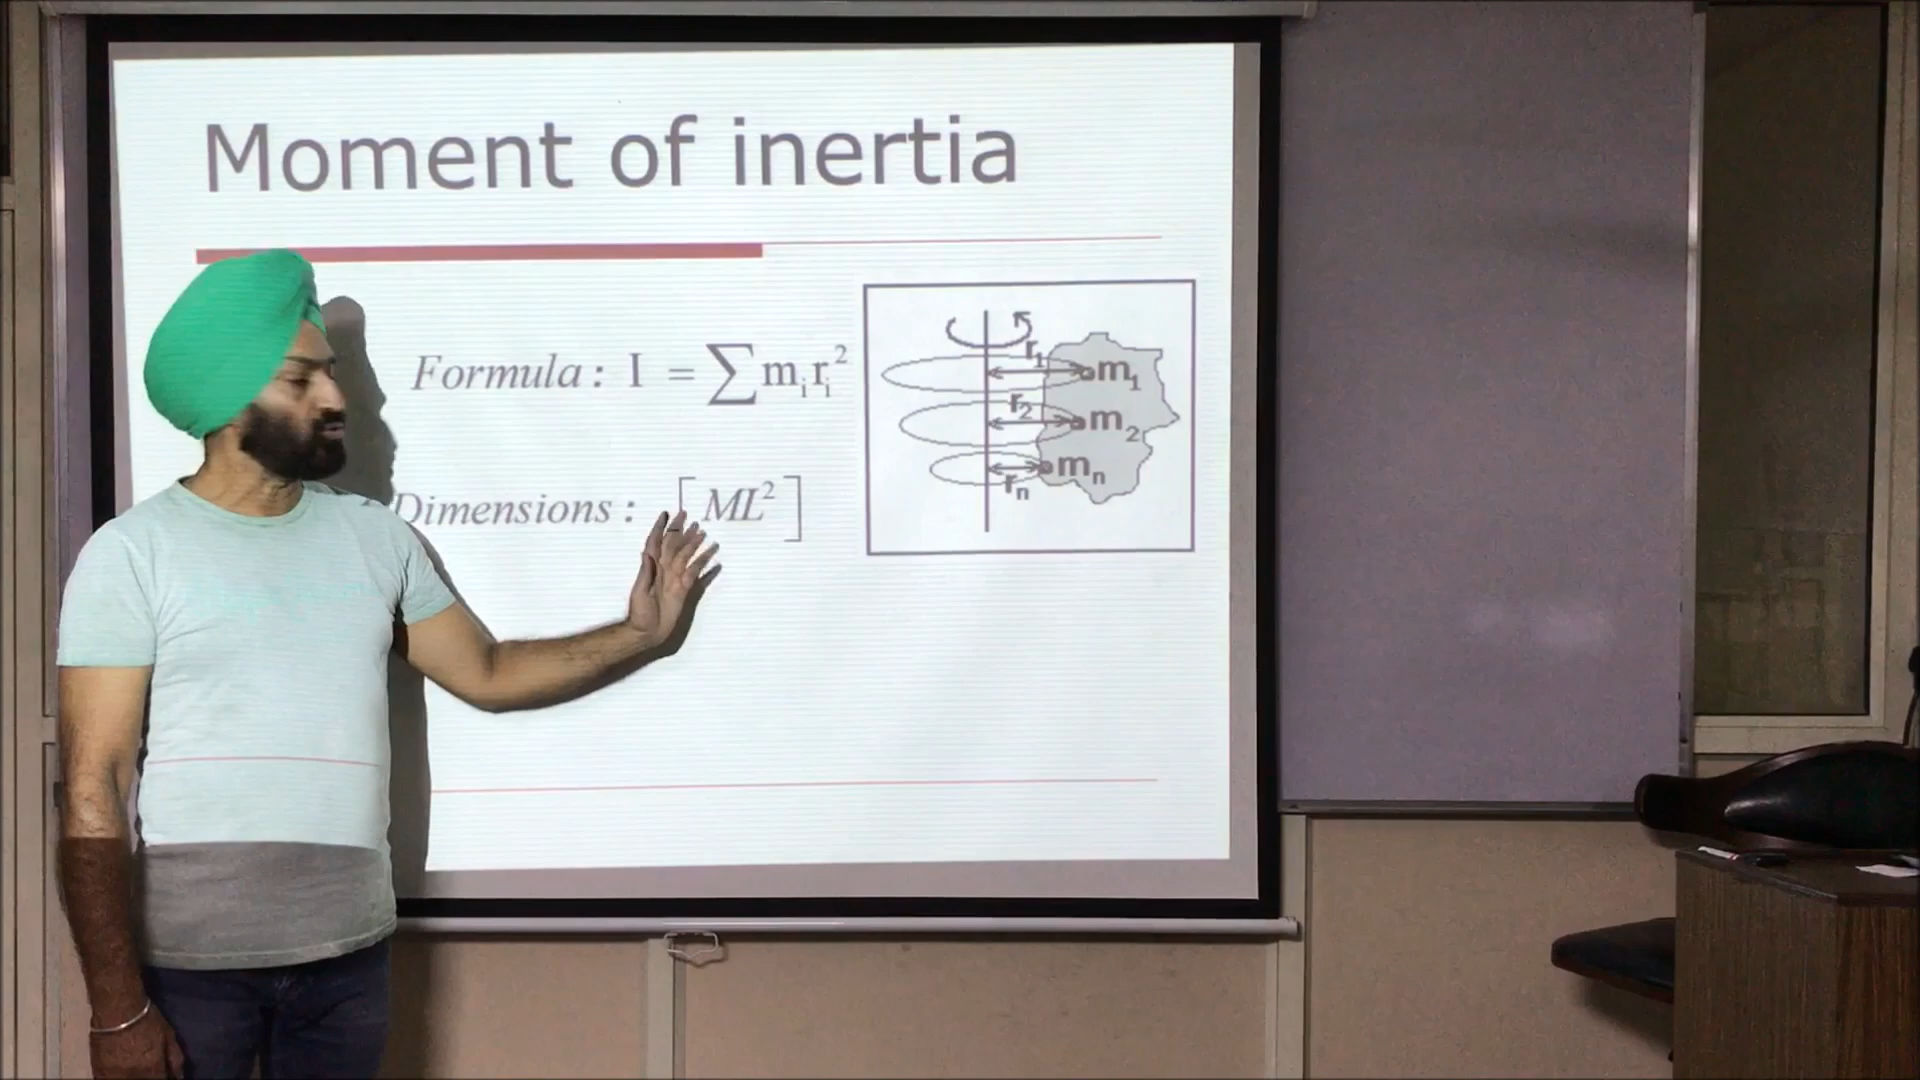 Moment of inertia
Formula : I = ∑mᵢrᵢ²
Dimensions : [ML²]
r₁ m₁
r₂ m₂
rₙ mₙ